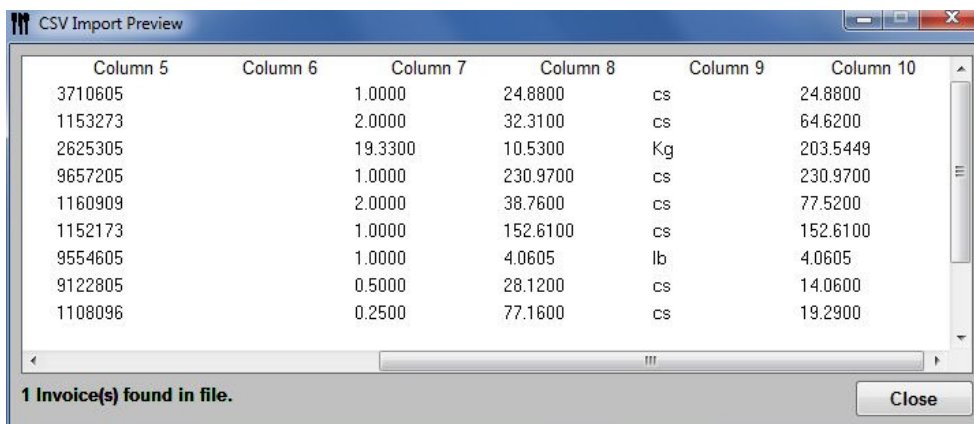 CSV Import Preview
Column 5 Column 6 Column 7 Column 8 Column 9 Column 10
3710605 1.0000 24.8800 cs 24.8800
1153273 2.0000 32.3100 cs 64.6200
2625305 19.3300 10.5300 Kg 203.5449
9657205 1.0000 230.9700 cs 230.9700
1160909 2.0000 38.7600 cs 77.5200
1152173 1.0000 152.6100 cs 152.6100
9554605 1.0000 4.0605 lb 4.0605
9122805 0.5000 28.1200 cs 14.0600
1108096 0.2500 77.1600 cs 19.2900
1 Invoice(s) found in file.
Close